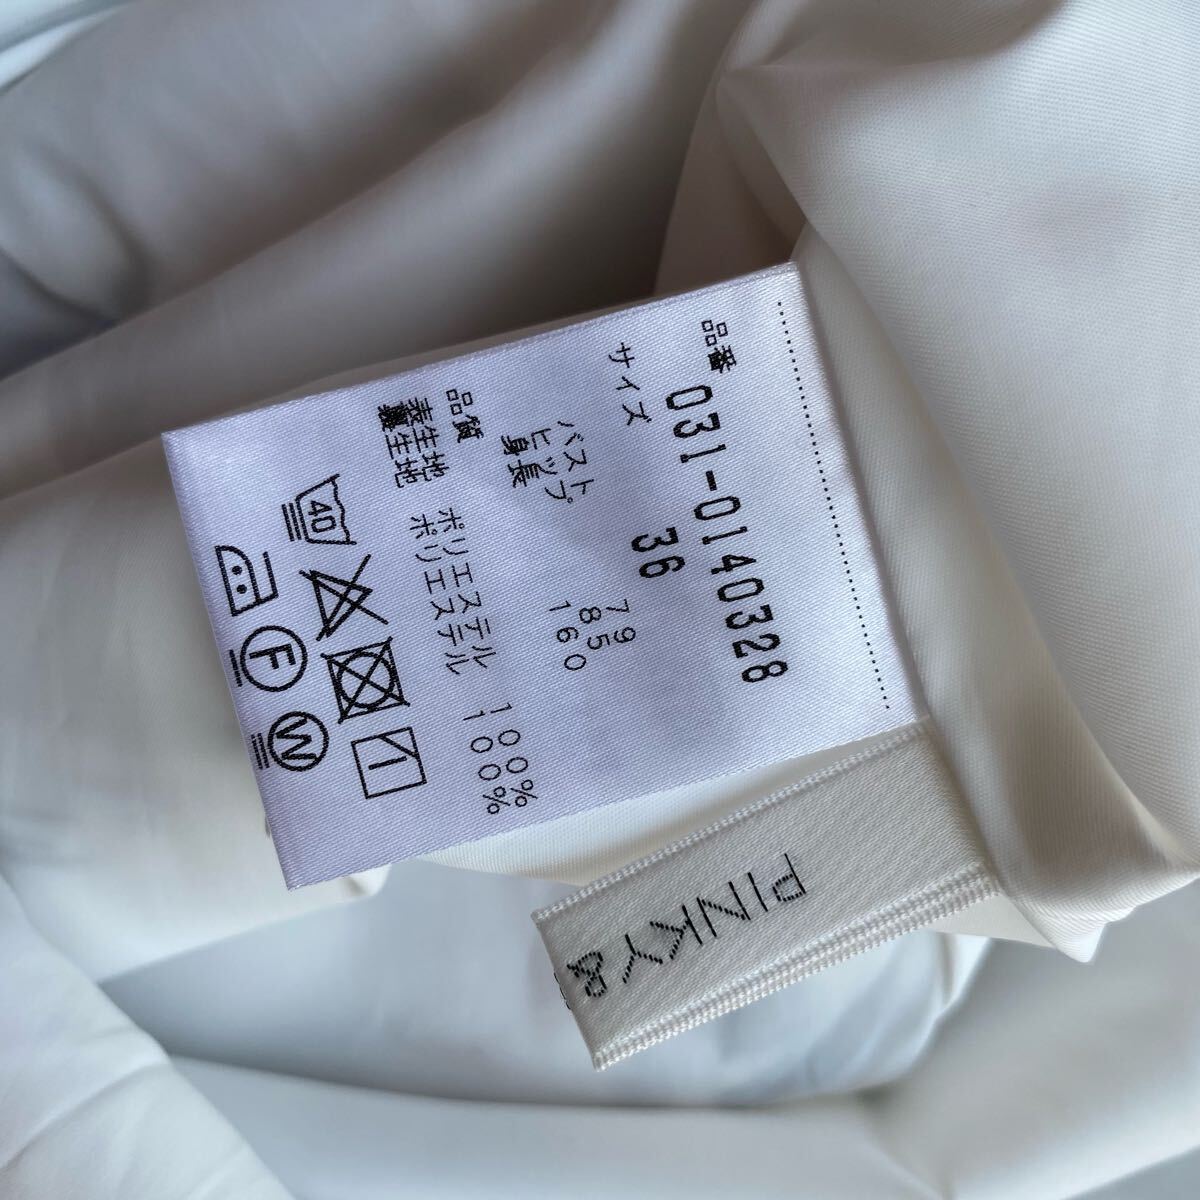 品番 031-0140328
サイズ 36
バスト 79
ヒップ 85
身長 160
品質
表生地 ポリエステル 100%
裏生地 ポリエステル 100%
40
F
W
PINKY&